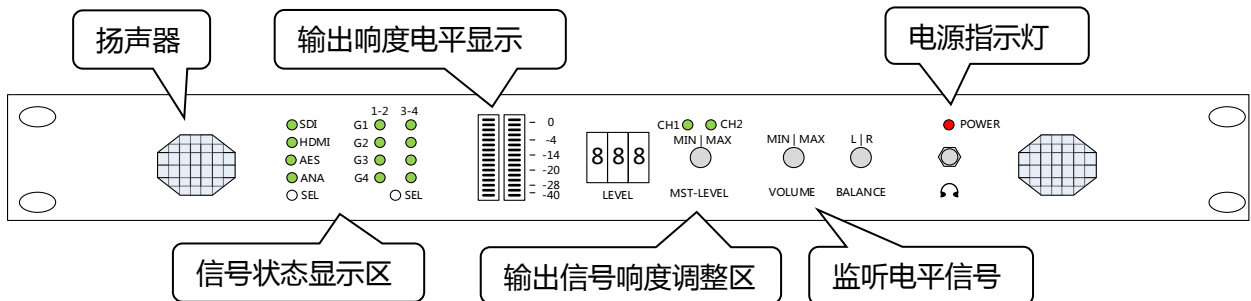 扬声器
输出响度电平显示
电源指示灯
1-2 3-4
SDI G1 0 CH1 CH2 POWER
HDMI G2 -4 MIN | MAX MIN | MAX L | R
AES G3 -14 888
ANA G4 -20
SEL SEL -28
-40
LEVEL MST-LEVEL VOLUME BALANCE
信号状态显示区
输出信号响度调整区
监听电平信号